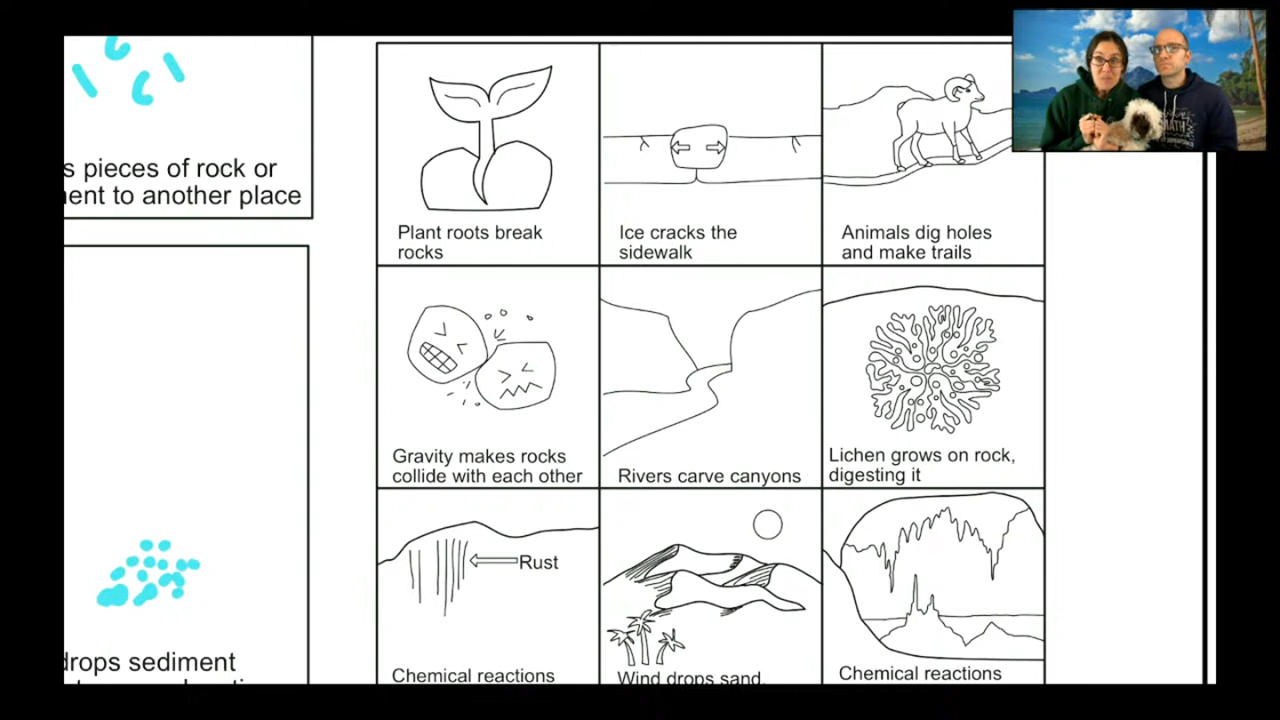 s pieces of rock or
ent to another place
drops sediment
Plant roots break
rocks
Ice cracks the
sidewalk
Animals dig holes
and make trails
Gravity makes rocks
collide with each other
Rivers carve canyons
Lichen grows on rock,
digesting it
Rust
Chemical reactions
Wind drops sand,
Chemical reactions
MATH